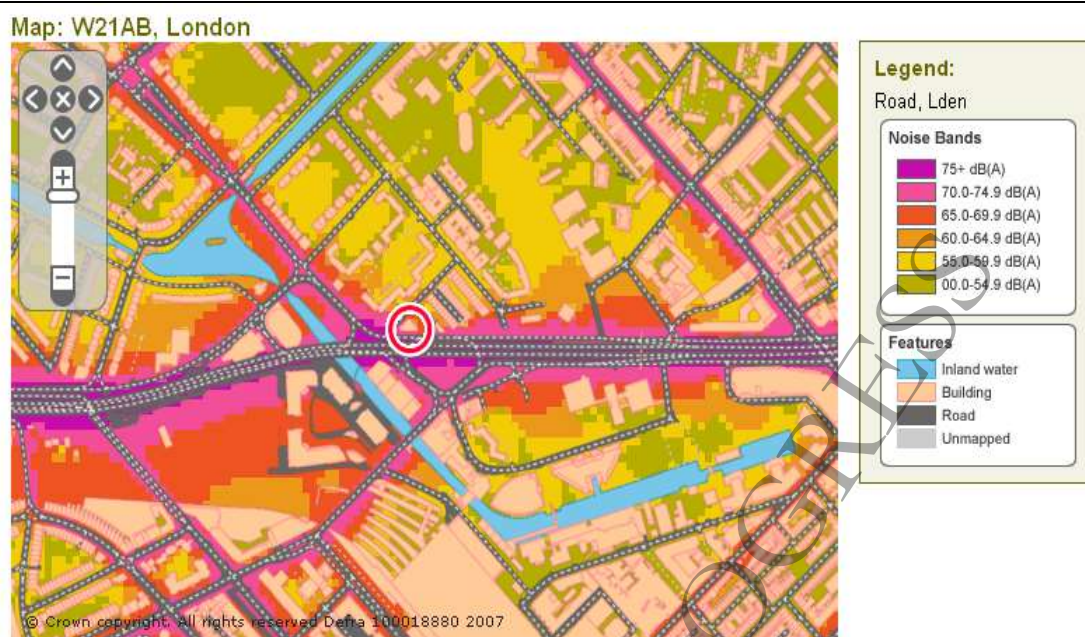 Map: W21AB, London
Legend:
Road, Lden
Noise Bands
75+ dB(A)
70.0-74.9 dB(A)
65.0-69.9 dB(A)
60.0-64.9 dB(A)
55.0-59.9 dB(A)
00.0-54.9 dB(A)
Features
Inland water
Building
Road
Unmapped
© Crown copyright. All rights reserved Defra 100018880 2007